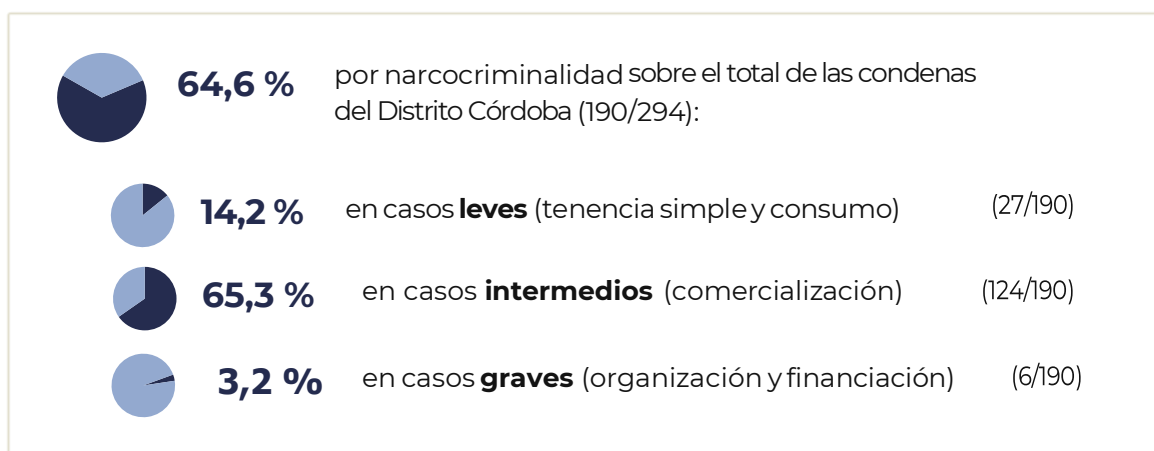 64,6 % por narcocriminalidad sobre el total de las condenas
del Distrito Córdoba (190/294):
14,2 % en casos leves (tenencia simple y consumo) (27/190)
65,3 % en casos intermedios (comercialización) (124/190)
3,2 % en casos graves (organización y financiación) (6/190)